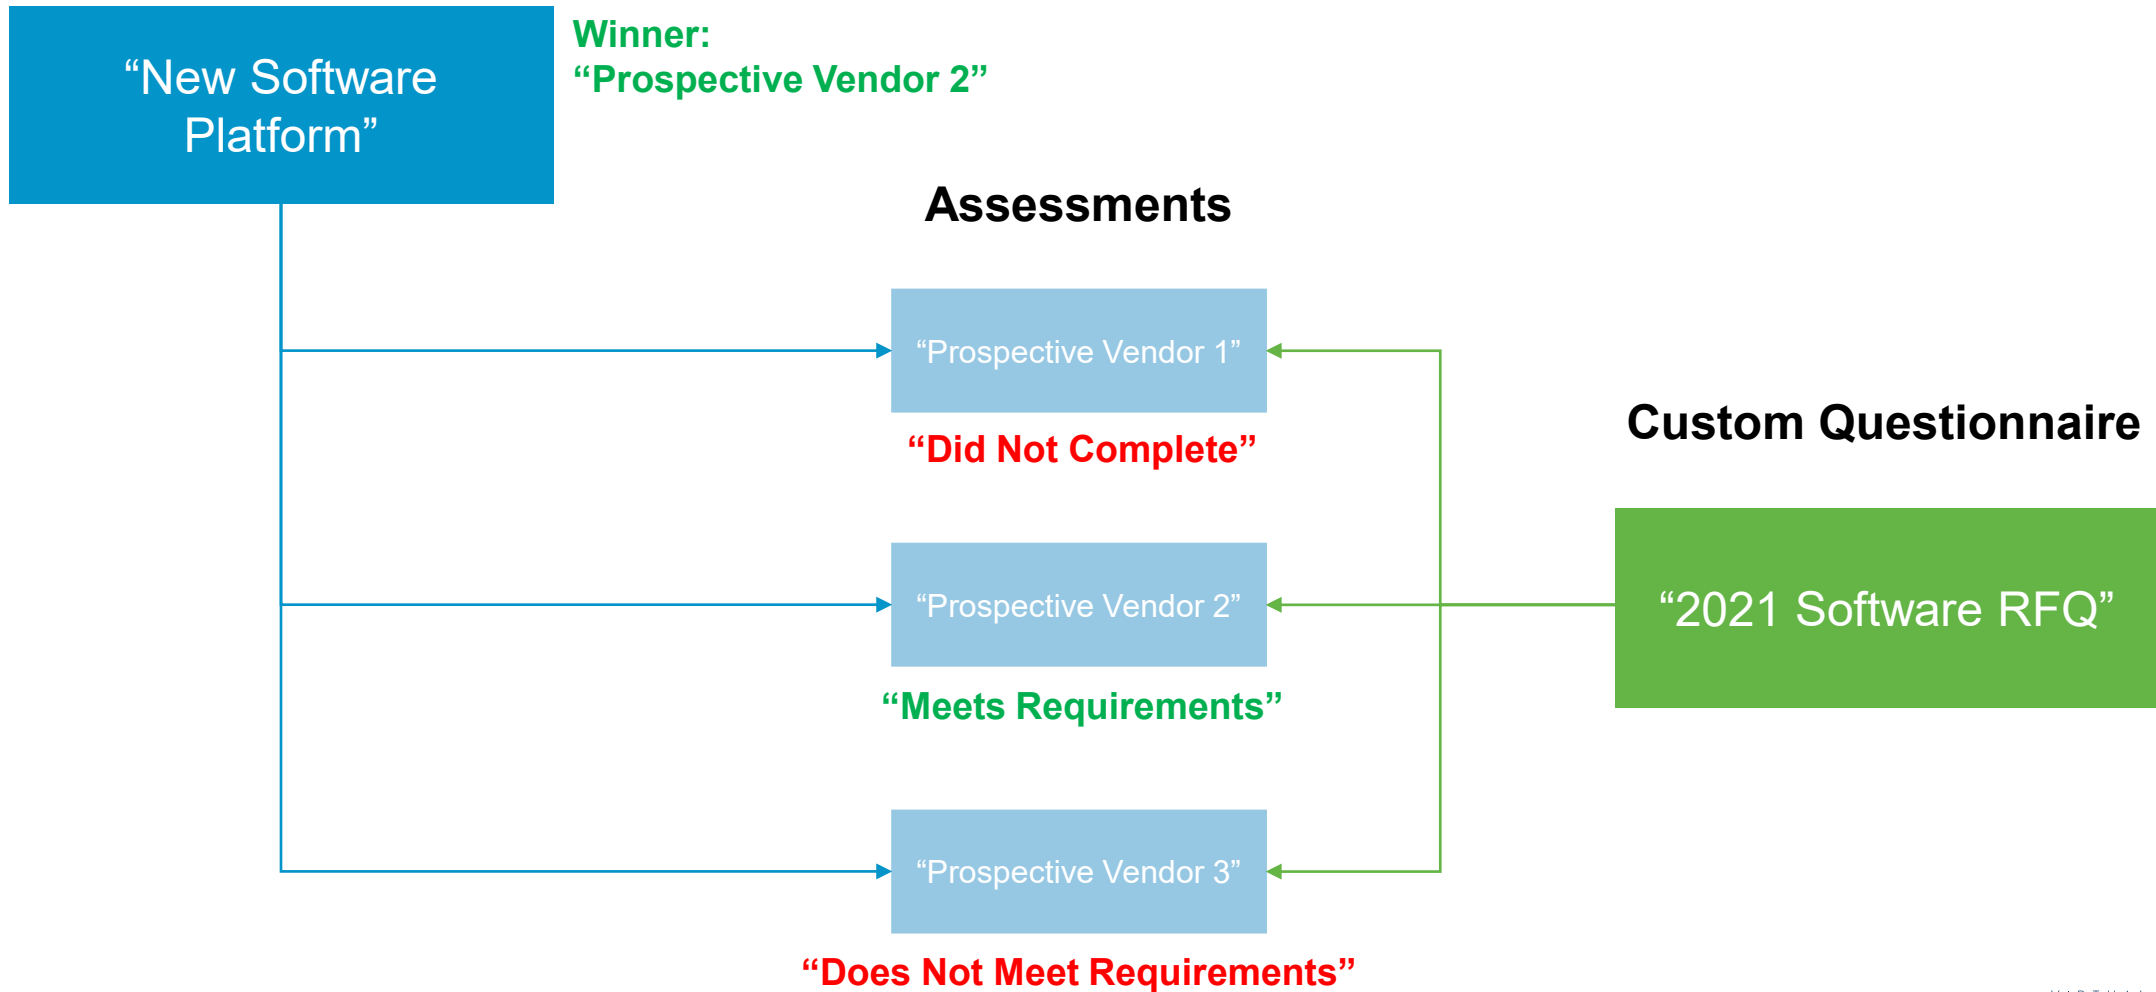 “New Software
Platform”
Winner:
“Prospective Vendor 2”
Assessments
“Prospective Vendor 1”
“Did Not Complete”
Custom Questionnaire
“Prospective Vendor 2”
“2021 Software RFQ”
“Meets Requirements”
“Prospective Vendor 3”
“Does Not Meet Requirements”